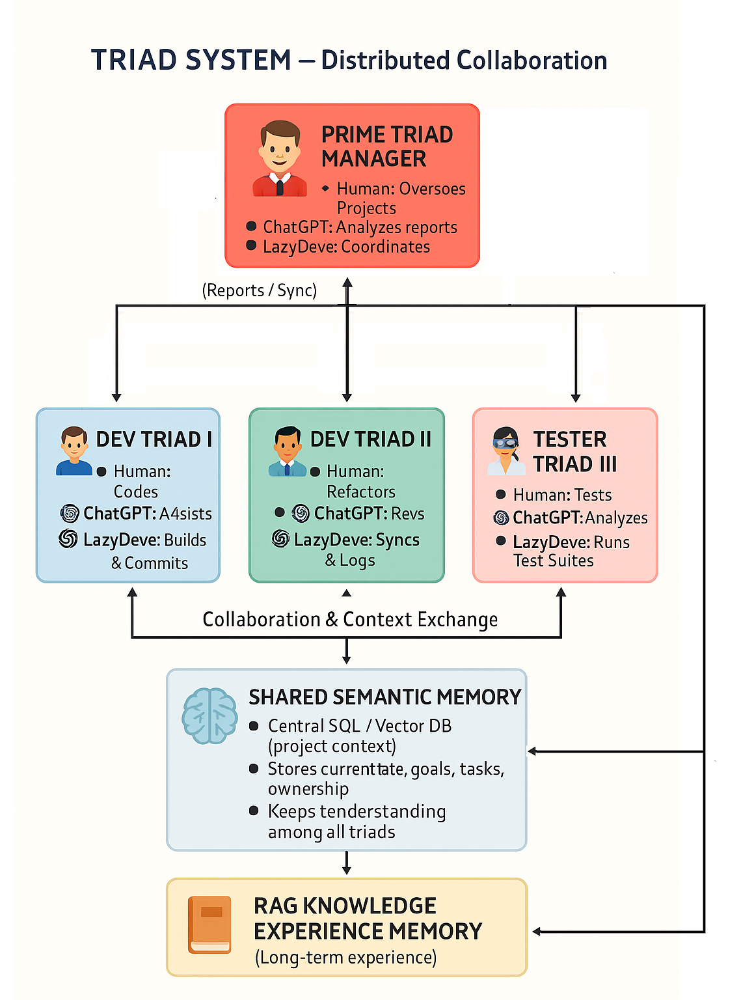 TRIAD SYSTEM – Distributed Collaboration
PRIME TRIAD
MANAGER
Human: Oversoes
Projects
ChatGPT: Analyzes reports
LazyDeve: Coordinates
(Reports / Sync)
DEV TRIAD I
Human:
Codes
ChatGPT: A4sists
LazyDeve: Builds
& Commits
DEV TRIAD II
Human:
Refactors
ChatGPT: Revs
LazyDeve: Syncs
& Logs
TESTER
TRIAD III
Human: Tests
ChatGPT: Analyzes
LazyDeve: Runs
Test Suites
Collaboration & Context Exchange
SHARED SEMANTIC MEMORY
Central SQL / Vector DB
(project context)
Stores currenttate, goals, tasks,
ownership
Keeps tenderstanding
among all triads
RAG KNOWLEDGE
EXPERIENCE MEMORY
(Long-term experience)